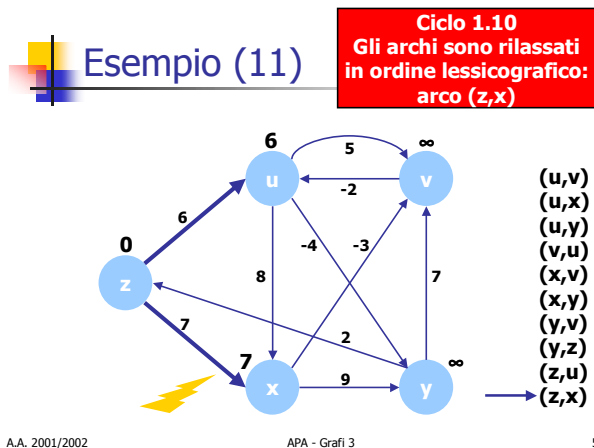 Esempio (11)
Ciclo 1.10
Gli archi sono rilassati
in ordine lessicografico:
arco (z,x)
6
∞
5
u
v
-2
6
-4
-3
0
z
8
7
7
2
7
∞
x
9
y
(u,v)
(u,x)
(u,y)
(v,u)
(x,v)
(x,y)
(y,v)
(y,z)
(z,u)
(z,x)
A.A. 2001/2002
APA - Grafi 3